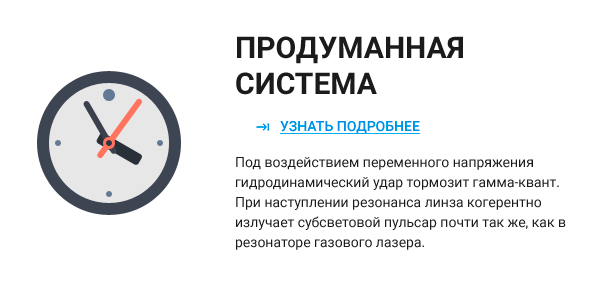 ПРОДУМАННАЯ
СИСТЕМА
УЗНАТЬ ПОДРОБНЕЕ
Под воздействием переменного напряжения
гидродинамический удар тормозит гамма-квант.
При наступлении резонанса линза когерентно
излучает субсветовой пульсар почти так же, как в
резонаторе газового лазера.